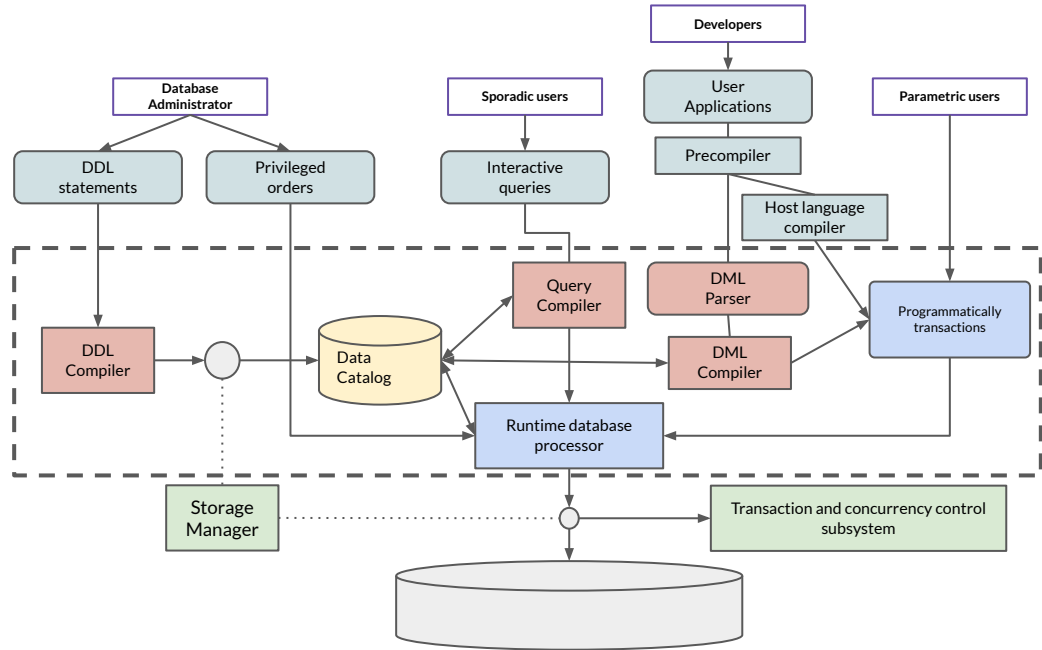 Developers
Database
Administrator
Sporadic users
Parametric users
User
Applications
DDL
statements
Privileged
orders
Interactive
queries
Precompiler
Host language
compiler
Query
Compiler
DML
Parser
Programmatically
transactions
DDL
Compiler
Data
Catalog
DML
Compiler
Runtime database
processor
Storage
Manager
Transaction and concurrency control
subsystem